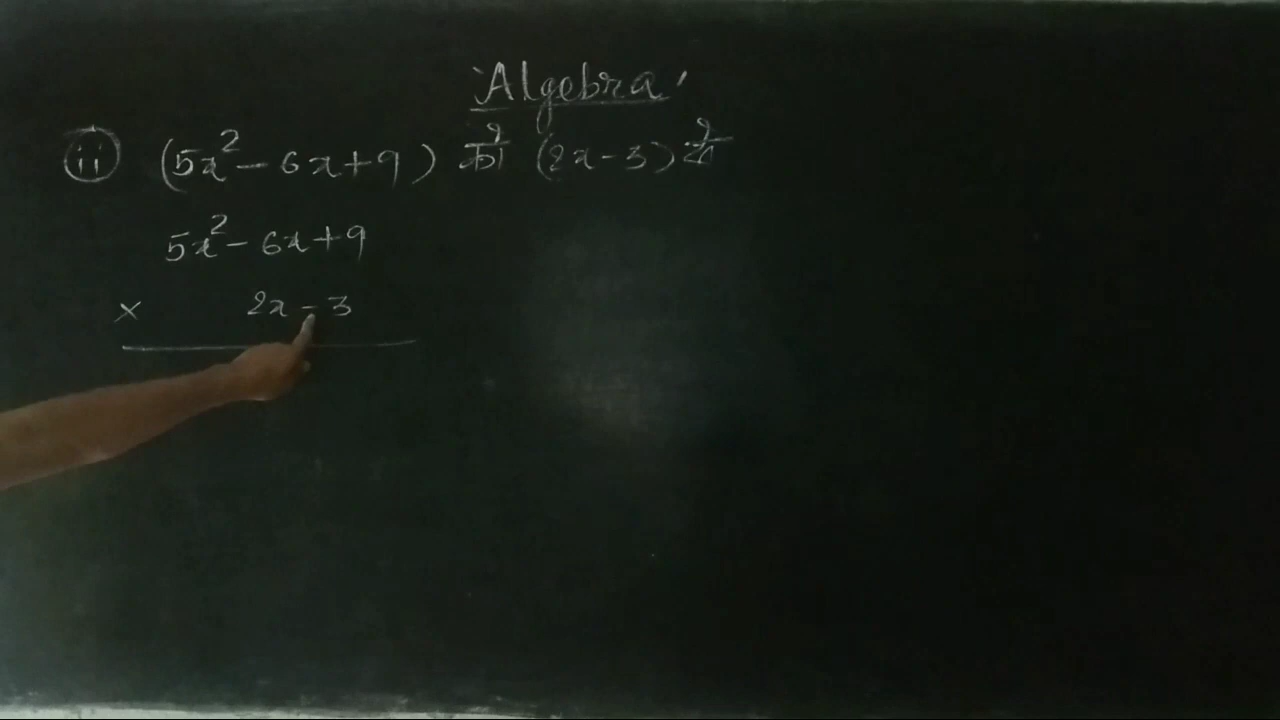 'Algebra'
(ii) (5x² - 6x + 9) को (2x - 3) से
5x² - 6x + 9
× 2x - 3